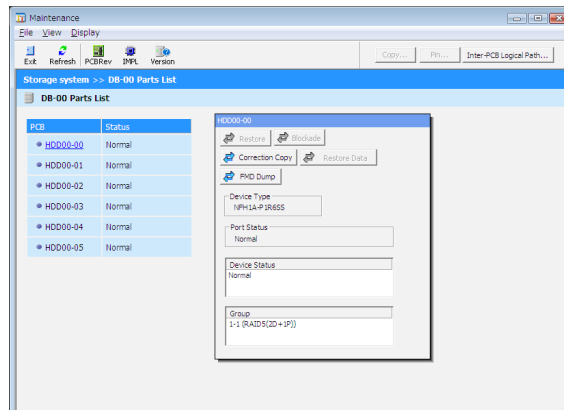 Maintenance
File View Display
Exit Refresh PCBRev IMPL Version Copy... Pin... Inter-PCB Logical Path...
Storage system >> DB-00 Parts List
DB-00 Parts List
PCB Status
HDD00-00 Normal
HDD00-01 Normal
HDD00-02 Normal
HDD00-03 Normal
HDD00-04 Normal
HDD00-05 Normal
HDD00-00
Restore Blockade
Correction Copy Restore Data
FMD Dump
Device Type
NFH1A-P1R6SS
Port Status
Normal
Device Status
Normal
Group
1-1 (RAID5(2D+1P))